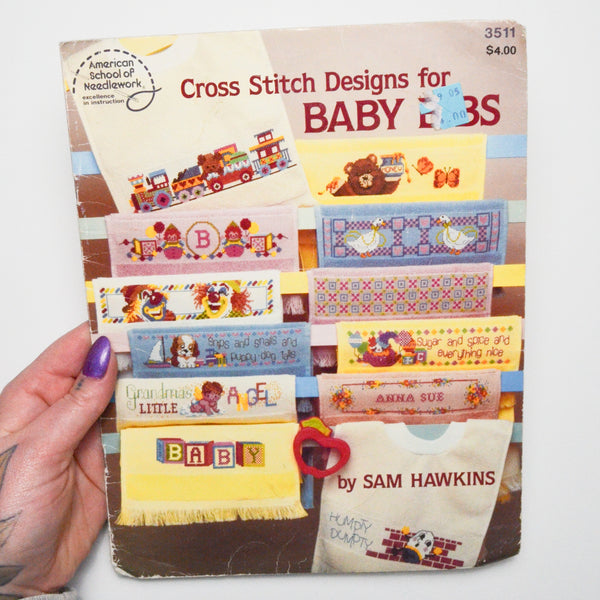 3511
$4.00
American
School of
Needlework
excellence
in instruction
Cross Stitch Designs for
BABY BIBS
B
Snips and snails and
puppy dog tails
Sugar and spice and
everything nice
Grandma's
LITTLE ANGEL
ANNA SUE
BABY
by SAM HAWKINS
HUMPTY
DUMPTY